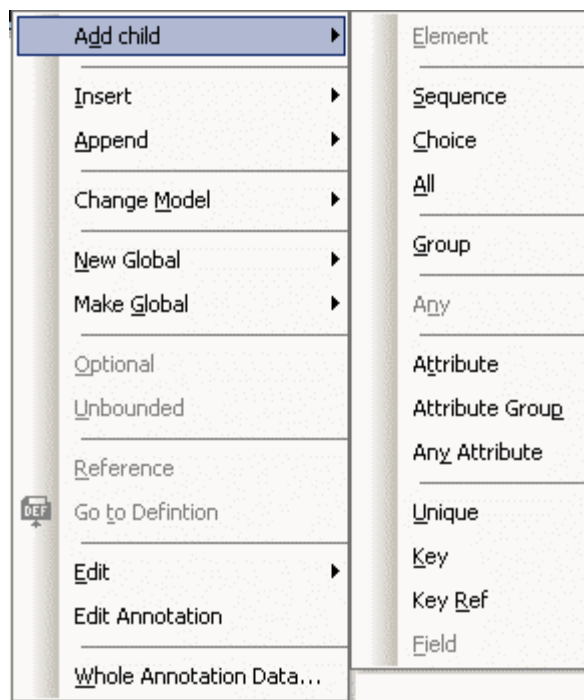 Add child
Insert
Append
Change Model
New Global
Make Global
Optional
Unbounded
Reference
DEF
Go to Defintion
Edit
Edit Annotation
Whole Annotation Data...
Element
Sequence
Choice
All
Group
Any
Attribute
Attribute Group
Any Attribute
Unique
Key
Key Ref
Field